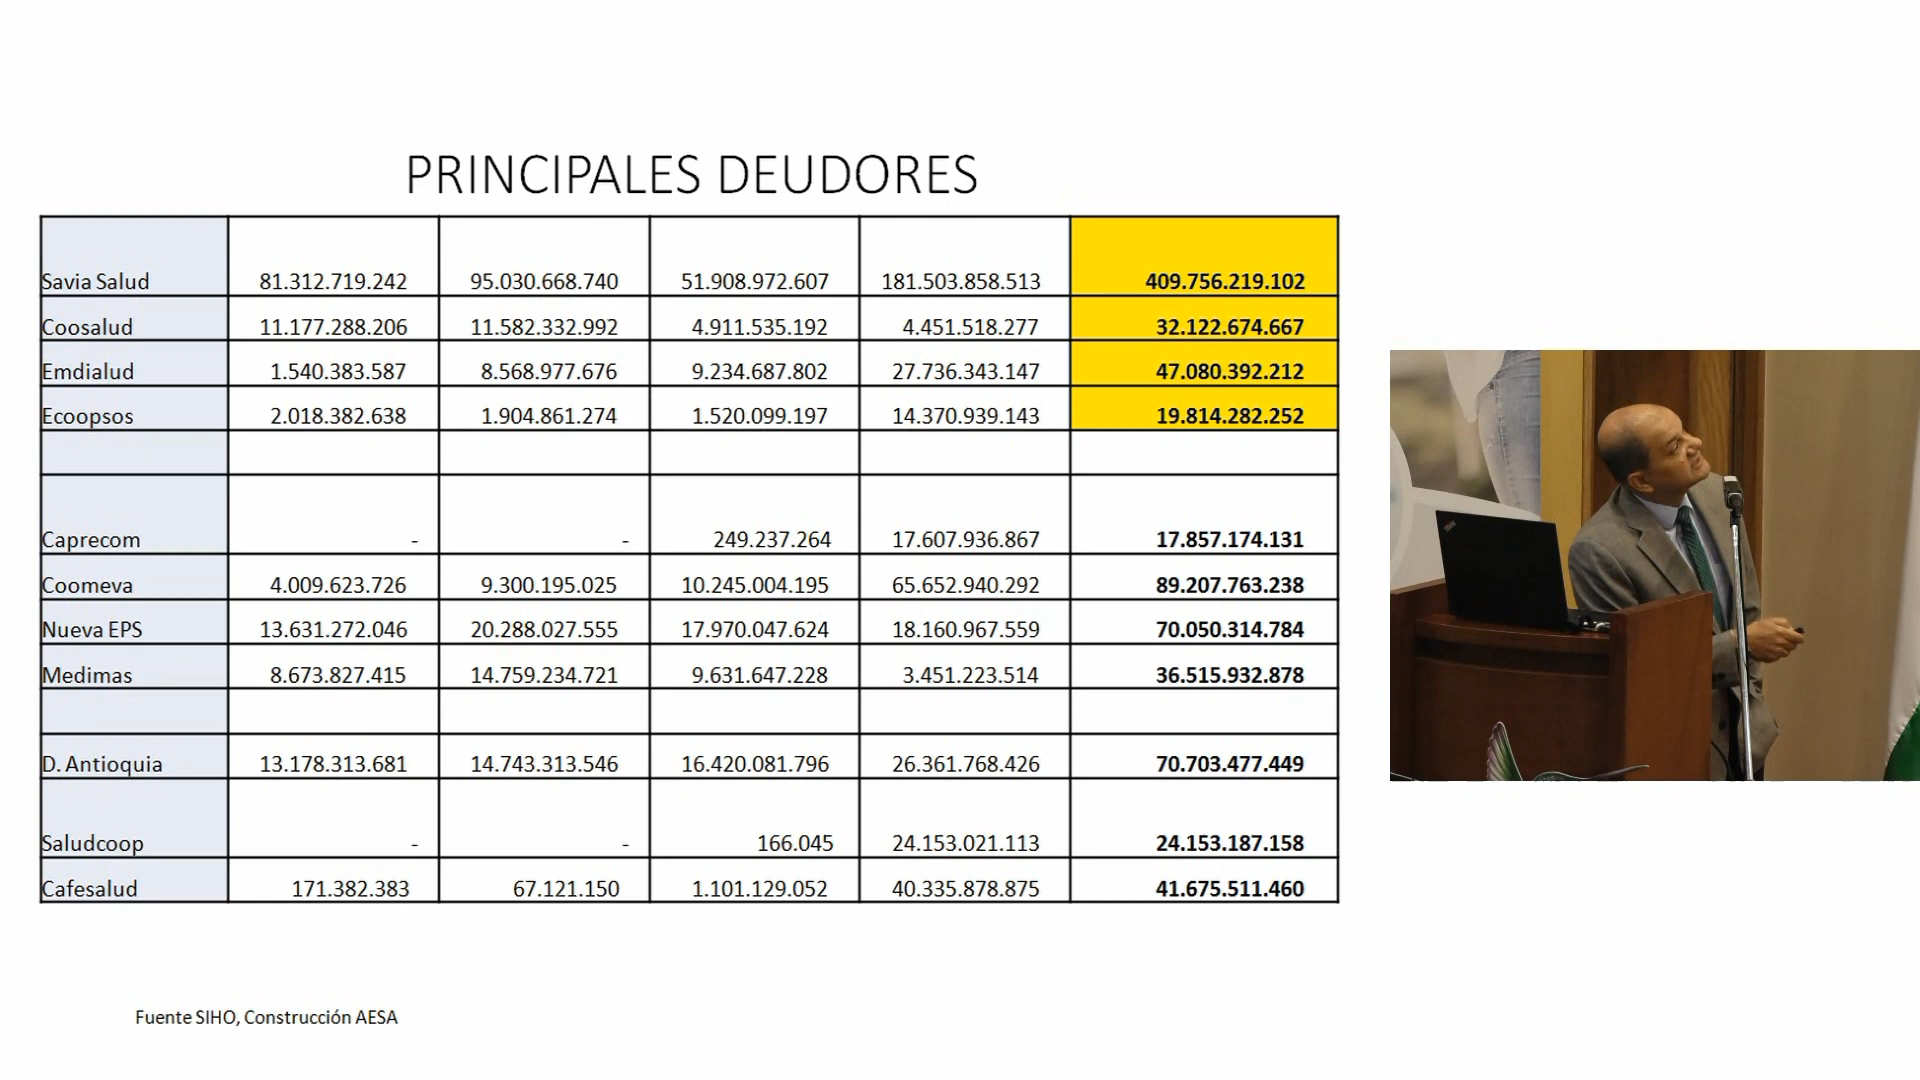 PRINCIPALES DEUDORES
Savia Salud 81.312.719.242 95.030.668.740 51.908.972.607 181.503.858.513 409.756.219.102
Coosalud 11.177.288.206 11.582.332.992 4.911.535.192 4.451.518.277 32.122.674.667
Emdialud 1.540.383.587 8.568.977.676 9.234.687.802 27.736.343.147 47.080.392.212
Ecoopsos 2.018.382.638 1.904.861.274 1.520.099.197 14.370.939.143 19.814.282.252
Caprecom - - 249.237.264 17.607.936.867 17.857.174.131
Coomeva 4.009.623.726 9.300.195.025 10.245.004.195 65.652.940.292 89.207.763.238
Nueva EPS 13.631.272.046 20.288.027.555 17.970.047.624 18.160.967.559 70.050.314.784
Medimas 8.673.827.415 14.759.234.721 9.631.647.228 3.451.223.514 36.515.932.878
D. Antioquia 13.178.313.681 14.743.313.546 16.420.081.796 26.361.768.426 70.703.477.449
Saludcoop - - 166.045 24.153.021.113 24.153.187.158
Cafesalud 171.382.383 67.121.150 1.101.129.052 40.335.878.875 41.675.511.460
Fuente SIHO, Construcción AESA